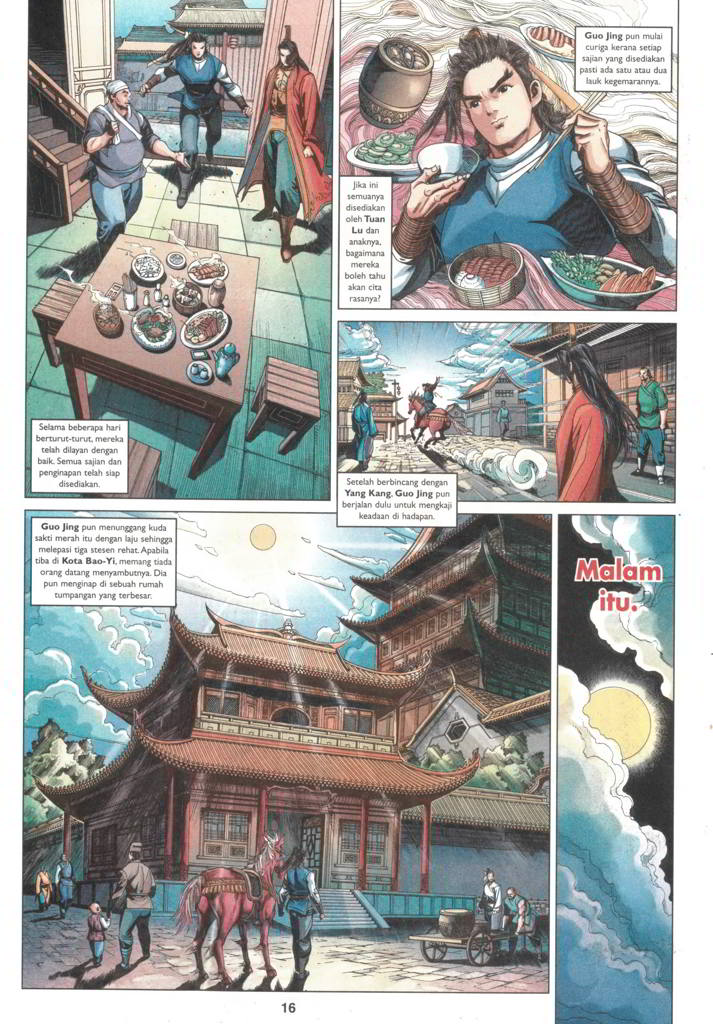 Selama beberapa hari
berturut-turut, mereka
telah dilayan dengan
baik. Semua sajian dan
penginapan telah siap
disediakan.
Guo Jing pun mulai
curiga kerana setiap
sajian yang disediakan
pasti ada satu atau dua
lauk kegemarannya.
Jika ini
semuanya
disediakan
oleh Tuan
Lu dan
anaknya,
bagaimana
mereka
boleh tahu
akan cita
rasanya?
Setelah berbincang dengan
Yang Kang, Guo Jing pun
berjalan dulu untuk mengkaji
keadaan di hadapan.
Guo Jing pun menunggang kuda
sakti merah itu dengan laju sehingga
melepasi tiga stesen rehat. Apabila
tiba di Kota Bao-Yi, memang tiada
orang datang menyambutnya. Dia
pun menginap di sebuah rumah
tumpangan yang terbesar.
Malam
itu.
16